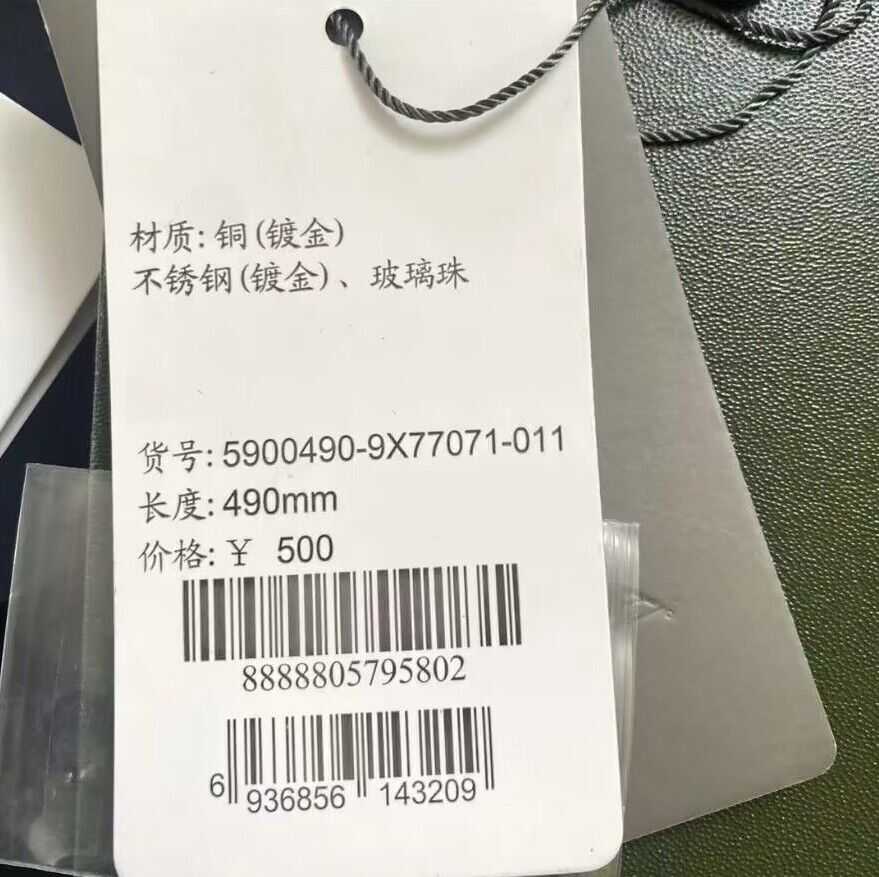 材质: 铜(镀金)
不锈钢(镀金)、玻璃珠
货号: 5900490-9X77071-011
长度: 490mm
价格: ¥ 500
8888805795802
6 936856 143209